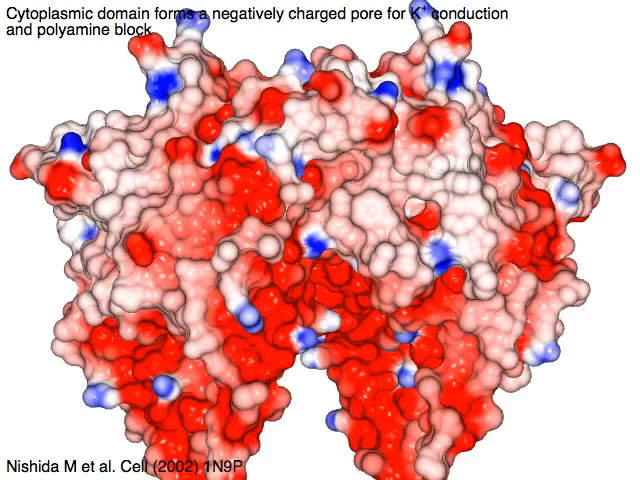 Cytoplasmic domain forms a negatively charged pore for K⁺ conduction
and polyamine block
Nishida M et al. Cell (2002) 1N9P